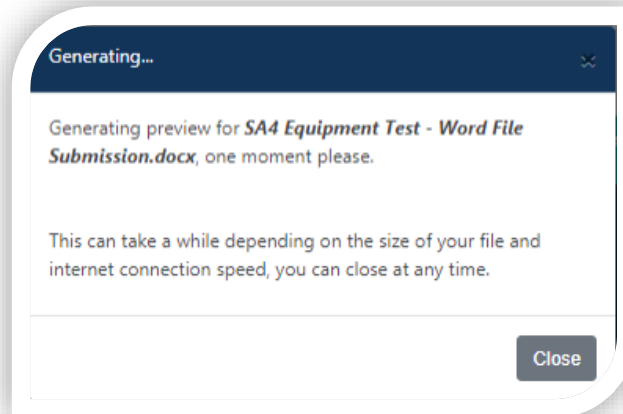 Generating...
Generating preview for SA4 Equipment Test - Word File
Submission.docx, one moment please.
This can take a while depending on the size of your file and
internet connection speed, you can close at any time.
Close